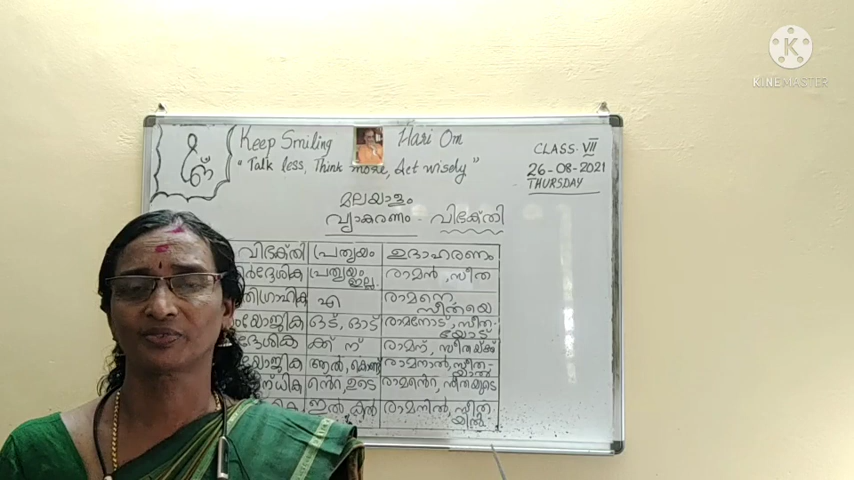 KINEMASTER
Keep Smiling Hari Om
"Talk less, Think more, Act wisely"
CLASS- VII
26-08-2021
THURSDAY
മലയാളം
വ്യാകരണം - വിഭക്തി
വിഭക്തി പ്രത്യയം ഉദാഹരണം
പ്രത്യയം ഇല്ല. രാമൻ, സീത
എ രാമനെ, സീതയെ
ഒട്, ഓട് രാമനോട്, സീതയോട്
ക്ക് ന് രാമന്, സീതയ്ക്ക്
ആൽ, കൊണ്ട് രാമനാൽ, സീതയാൽ
ന്റെ, ഉടെ രാമന്റെ, സീതയുടെ
ഇൽ, കൽ രാമനിൽ, സീതയിൽ